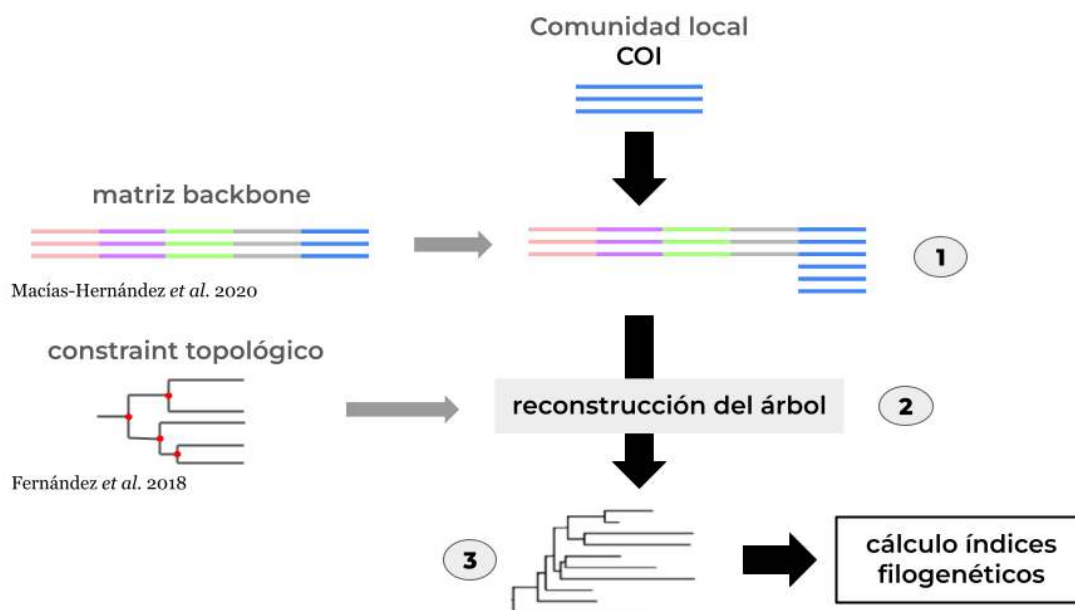 Comunidad local
COI
matriz backbone
Macías-Hernández et al. 2020
1
constraint topológico
reconstrucción del árbol
2
Fernández et al. 2018
3
cálculo índices
filogenéticos